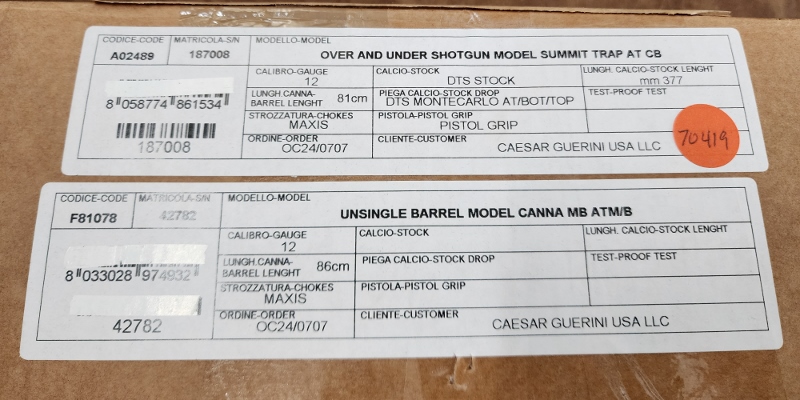 CODICE-CODE MATRICOLA-S/N MODELLO-MODEL
A02489 187008 OVER AND UNDER SHOTGUN MODEL SUMMIT TRAP AT CB
CALIBRO-GAUGE CALCIO-STOCK LUNGH. CALCIO-STOCK LENGHT
12 DTS STOCK mm 377
8 058774 861534 LUNGH.CANNA- 81cm PIEGA CALCIO-STOCK DROP TEST-PROOF TEST
BARREL LENGHT DTS MONTECARLO AT/BOT/TOP
STROZZATURA-CHOKES PISTOLA-PISTOL GRIP
MAXIS PISTOL GRIP
187008 ORDINE-ORDER CLIENTE-CUSTOMER
OC24/0707 CAESAR GUERINI USA LLC
70419
CODICE-CODE MATRICOLA-S/N MODELLO-MODEL
F81078 42782 UNSINGLE BARREL MODEL CANNA MB ATM/B
CALIBRO-GAUGE CALCIO-STOCK LUNGH. CALCIO-STOCK LENGHT
12
8 033028 974932 LUNGH.CANNA- 86cm PIEGA CALCIO-STOCK DROP TEST-PROOF TEST
BARREL LENGHT
STROZZATURA-CHOKES PISTOLA-PISTOL GRIP
MAXIS
42782 ORDINE-ORDER CLIENTE-CUSTOMER
OC24/0707 CAESAR GUERINI USA LLC